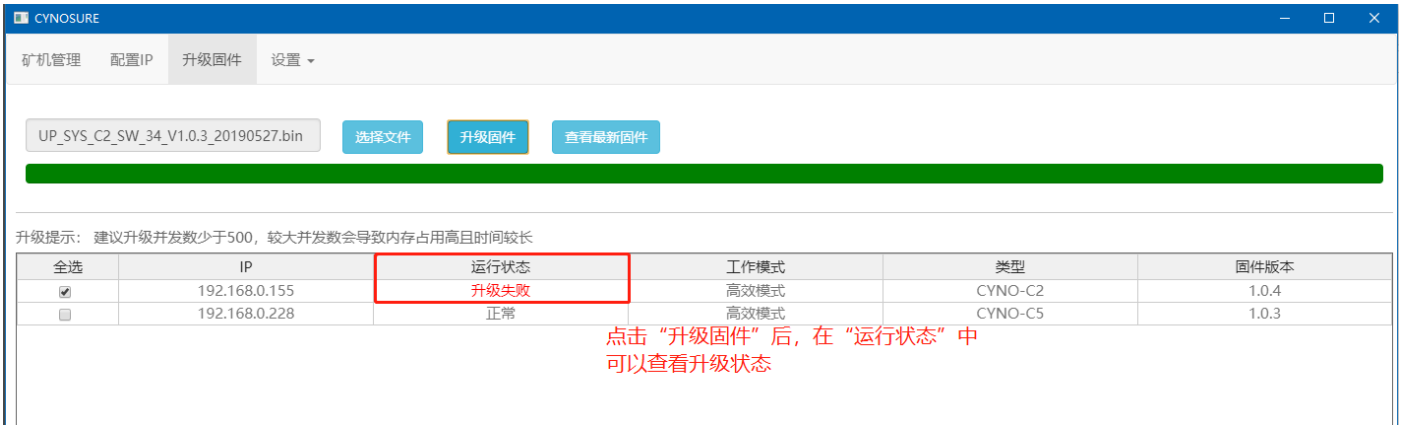 CYNOSURE
矿机管理 配置IP 升级固件 设置
UP_SYS_C2_SW_34_V1.0.3_20190527.bin 选择文件 升级固件 查看最新固件
升级提示： 建议升级并发数少于500，较大并发数会导致内存占用高且时间较长
全选 IP 运行状态 工作模式 类型 固件版本
192.168.0.155 升级失败 高效模式 CYNO-C2 1.0.4
192.168.0.228 正常 高效模式 CYNO-C5 1.0.3
点击“升级固件”后，在“运行状态”中
可以查看升级状态